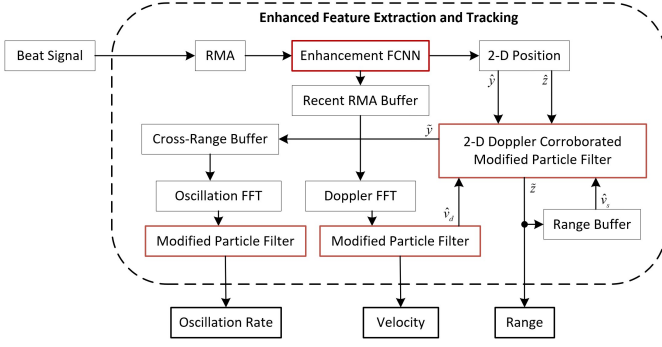 Enhanced Feature Extraction and Tracking
Beat Signal
RMA
Enhancement FCNN
2-D Position
ŷ
ẑ
Recent RMA Buffer
Cross-Range Buffer
ỹ
2-D Doppler Corroborated
Modified Particle Filter
Oscillation FFT
Doppler FFT
v̂_d
z̃
v̂_s
Range Buffer
Modified Particle Filter
Modified Particle Filter
Oscillation Rate
Velocity
Range